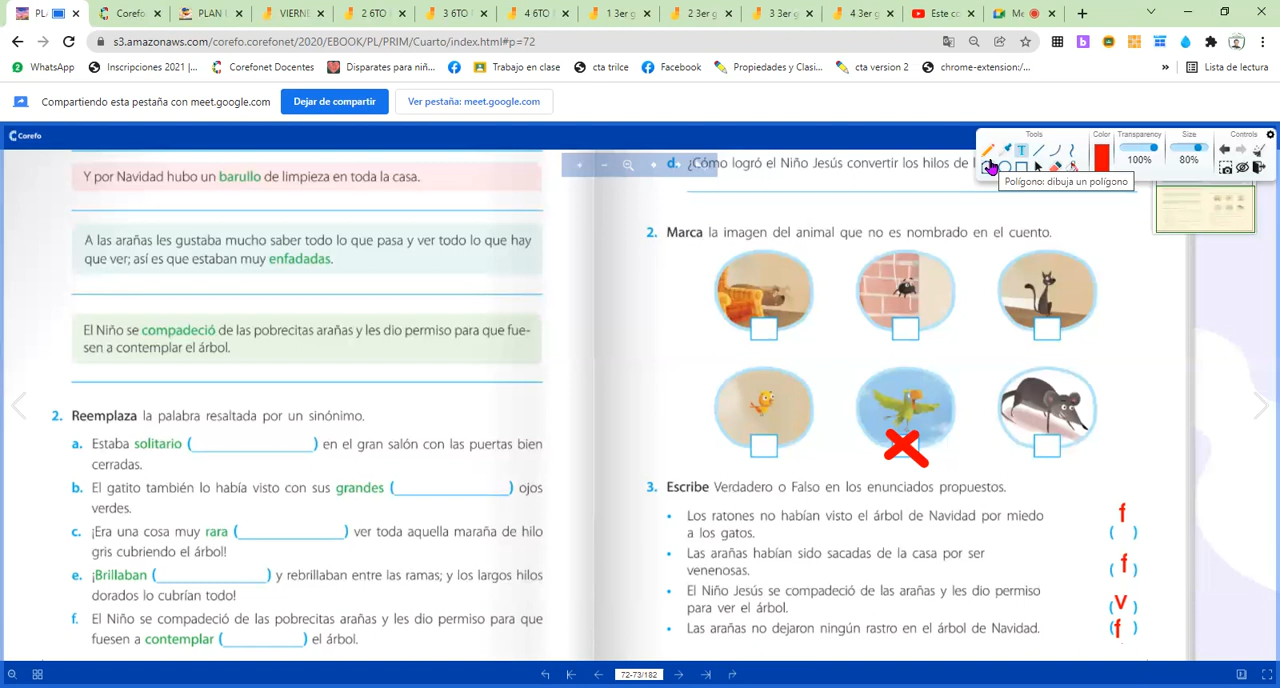 PL
Corefo
PLAN L
VIERNE
2 6TO
3 6TO
4 6TO
1 3er g
2 3er g
3 3er g
4 3er g
Este co
Me
s3.amazonaws.com/corefo.corefonet/2020/EBOOK/PL/PRIM/Cuarto/index.html#p=72
WhatsApp
Inscripciones 2021 |...
Corefonet Docentes
Disparates para niñ...
Trabajo en clase
cta trilce
Facebook
Propiedades y Clasi...
cta version 2
chrome-extension:/...
»
Lista de lectura
Compartiendo esta pestaña con meet.google.com
Dejar de compartir
Ver pestaña: meet.google.com
Corefo
Tools
Color
Transparency
Size
Controls
100%
80%
Polígono: dibuja un polígono
Y por Navidad hubo un barullo de limpieza en toda la casa.
A las arañas les gustaba mucho saber todo lo que pasa y ver todo lo que hay
que ver; así es que estaban muy enfadadas.
El Niño se compadeció de las pobrecitas arañas y les dio permiso para que fue-
sen a contemplar el árbol.
2. Reemplaza la palabra resaltada por un sinónimo.
a. Estaba solitario ( ) en el gran salón con las puertas bien
cerradas.
b. El gatito también lo había visto con sus grandes ( ) ojos
verdes.
c. ¡Era una cosa muy rara ( ) ver toda aquella maraña de hilo
gris cubriendo el árbol!
e. ¡Brillaban ( ) y rebrillaban entre las ramas; y los largos hilos
dorados lo cubrían todo!
f. El Niño se compadeció de las pobrecitas arañas y les dio permiso para que
fuesen a contemplar ( ) el árbol.
d. ¿Cómo logró el Niño Jesús convertir los hilos de
2. Marca la imagen del animal que no es nombrado en el cuento.
3. Escribe Verdadero o Falso en los enunciados propuestos.
• Los ratones no habían visto el árbol de Navidad por miedo
a los gatos. ( f )
• Las arañas habían sido sacadas de la casa por ser
venenosas. ( f )
• El Niño Jesús se compadeció de las arañas y les dio permiso
para ver el árbol. ( v )
• Las arañas no dejaron ningún rastro en el árbol de Navidad. ( f )
72-73/182